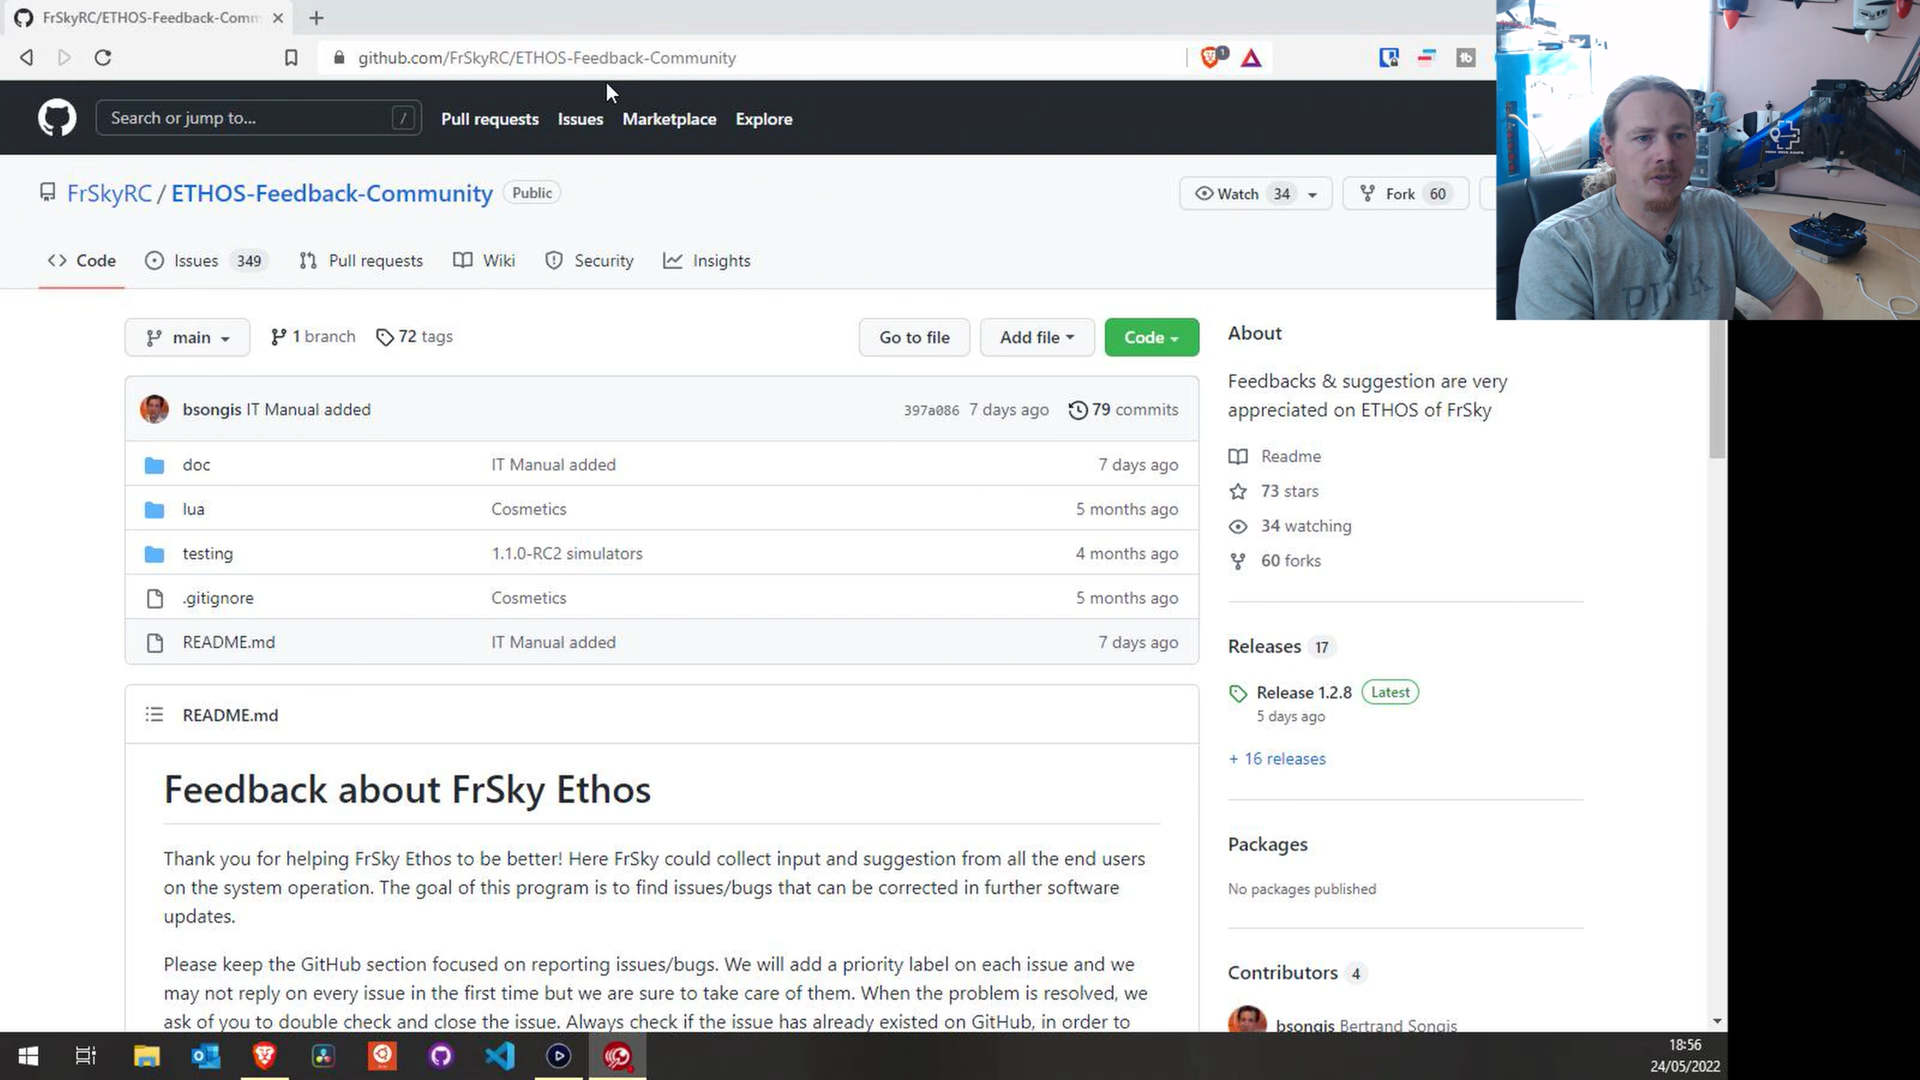 FrSkyRC/ETHOS-Feedback-Comm
github.com/FrSkyRC/ETHOS-Feedback-Community
1
Search or jump to...
/
Pull requests
Issues
Marketplace
Explore
FrSkyRC / ETHOS-Feedback-Community
Public
Watch 34
Fork 60
Code
Issues 349
Pull requests
Wiki
Security
Insights
main
1 branch
72 tags
Go to file
Add file
Code
bsongis IT Manual added
397a086 7 days ago
79 commits
doc IT Manual added 7 days ago
lua Cosmetics 5 months ago
testing 1.1.0-RC2 simulators 4 months ago
.gitignore Cosmetics 5 months ago
README.md IT Manual added 7 days ago
README.md
Feedback about FrSky Ethos
Thank you for helping FrSky Ethos to be better! Here FrSky could collect input and suggestion from all the end users
on the system operation. The goal of this program is to find issues/bugs that can be corrected in further software
updates.
Please keep the GitHub section focused on reporting issues/bugs. We will add a priority label on each issue and we
may not reply on every issue in the first time but we are sure to take care of them. When the problem is resolved, we
ask of you to double check and close the issue. Always check if the issue has already existed on GitHub, in order to
About
Feedbacks & suggestion are very
appreciated on ETHOS of FrSky
Readme
73 stars
34 watching
60 forks
Releases 17
Release 1.2.8 Latest
5 days ago
+ 16 releases
Packages
No packages published
Contributors 4
bsongis Bertrand Songis
18:56
24/05/2022